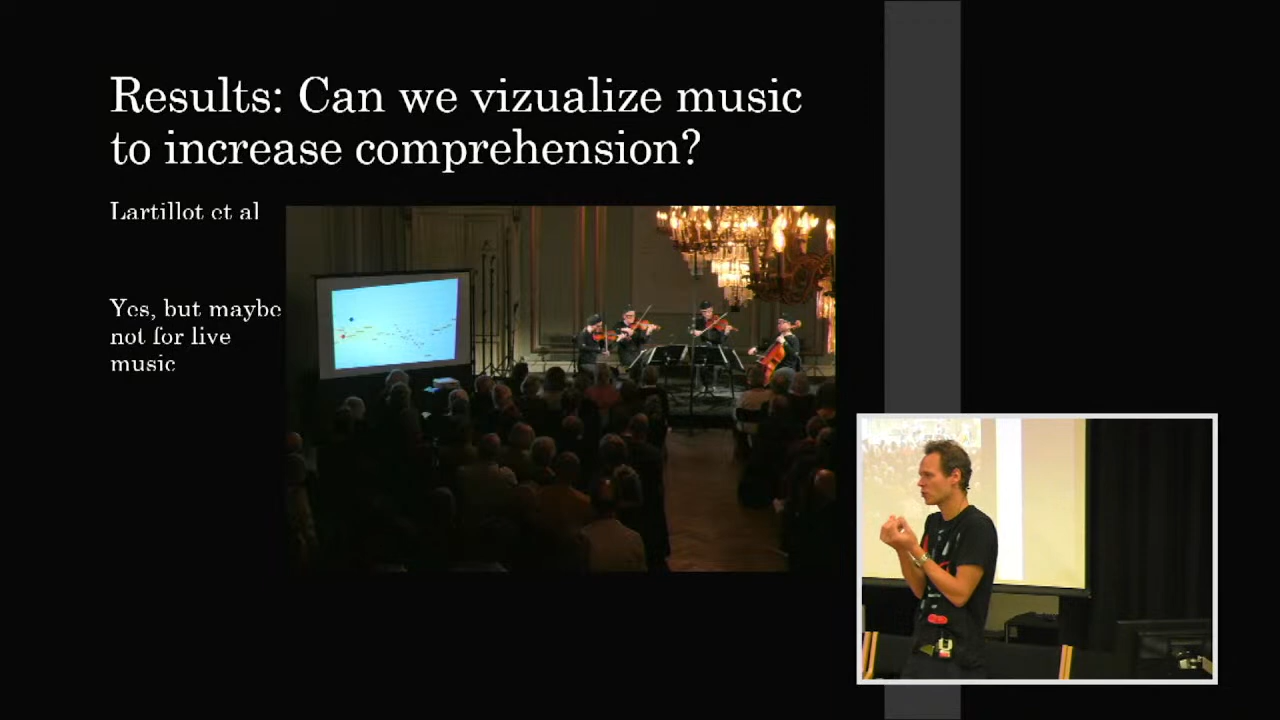 Results: Can we vizualize music
to increase comprehension?
Lartillot et al
Yes, but maybe
not for live
music